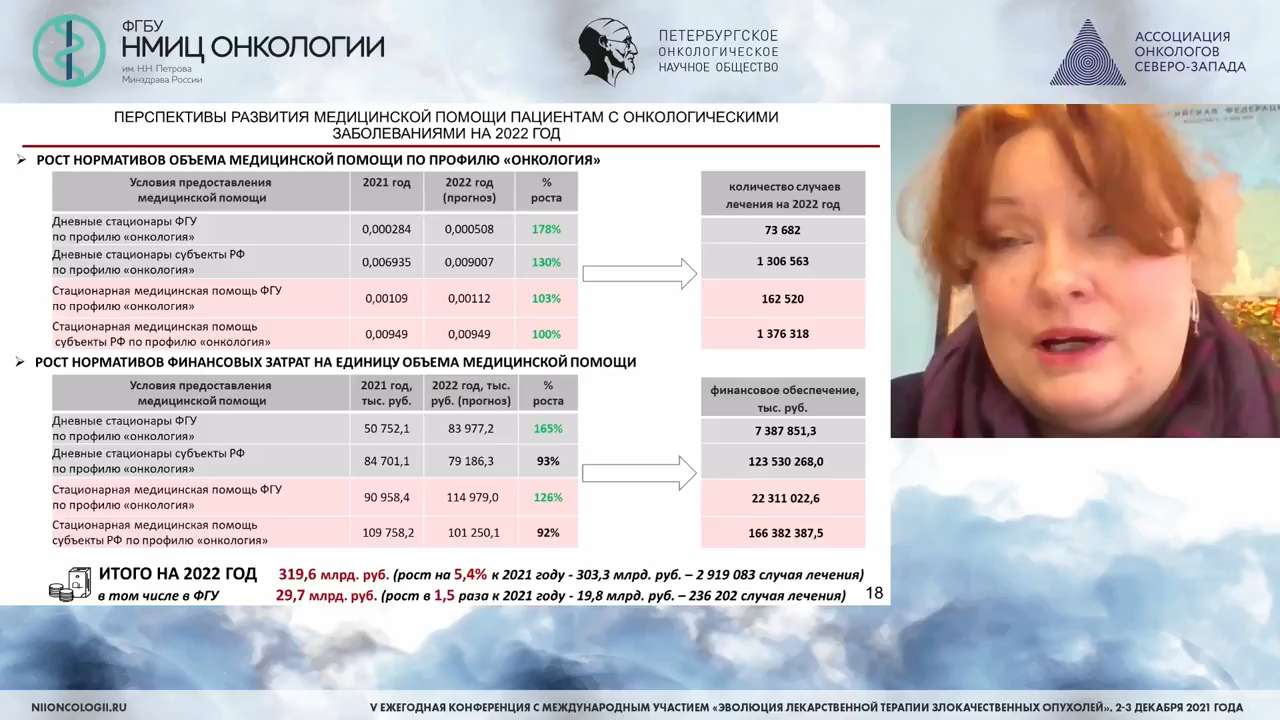 ФГБУ
НМИЦ ОНКОЛОГИИ
им. Н.Н. Петрова
Минздрава России
ПЕТЕРБУРГСКОЕ
ОНКОЛОГИЧЕСКОЕ
НАУЧНОЕ ОБЩЕСТВО
АССОЦИАЦИЯ
ОНКОЛОГОВ
СЕВЕРО-ЗАПАДА
ПЕРСПЕКТИВЫ РАЗВИТИЯ МЕДИЦИНСКОЙ ПОМОЩИ ПАЦИЕНТАМ С ОНКОЛОГИЧЕСКИМИ
ЗАБОЛЕВАНИЯМИ НА 2022 ГОД
➢ РОСТ НОРМАТИВОВ ОБЪЕМА МЕДИЦИНСКОЙ ПОМОЩИ ПО ПРОФИЛЮ «ОНКОЛОГИЯ»
Условия предоставления
медицинской помощи
2021 год
2022 год
(прогноз)
%
роста
количество случаев
лечения на 2022 год
Дневные стационары ФГУ
по профилю «онкология»
0,000284
0,000508
178%
73 682
Дневные стационары субъекты РФ
по профилю «онкология»
0,006935
0,009007
130%
1 306 563
Стационарная медицинская помощь ФГУ
по профилю «онкология»
0,00109
0,00112
103%
162 520
Стационарная медицинская помощь
субъекты РФ по профилю «онкология»
0,00949
0,00949
100%
1 376 318
➢ РОСТ НОРМАТИВОВ ФИНАНСОВЫХ ЗАТРАТ НА ЕДИНИЦУ ОБЪЕМА МЕДИЦИНСКОЙ ПОМОЩИ
Условия предоставления
медицинской помощи
2021 год,
тыс. руб.
2022 год, тыс.
руб. (прогноз)
%
роста
финансовое обеспечение,
тыс. руб.
Дневные стационары ФГУ
по профилю «онкология»
50 752,1
83 977,2
165%
7 387 851,3
Дневные стационары субъекты РФ
по профилю «онкология»
84 701,1
79 186,3
93%
123 530 268,0
Стационарная медицинская помощь ФГУ
по профилю «онкология»
90 958,4
114 979,0
126%
22 311 022,6
Стационарная медицинская помощь
субъекты РФ по профилю «онкология»
109 758,2
101 250,1
92%
166 382 387,5
ИТОГО НА 2022 ГОД 319,6 млрд. руб. (рост на 5,4% к 2021 году - 303,3 млрд. руб. – 2 919 083 случая лечения)
в том числе в ФГУ 29,7 млрд. руб. (рост в 1,5 раза к 2021 году - 19,8 млрд. руб. – 236 202 случая лечения)
18
NIIONCOLOGII.RU
V ЕЖЕГОДНАЯ КОНФЕРЕНЦИЯ С МЕЖДУНАРОДНЫМ УЧАСТИЕМ «ЭВОЛЮЦИЯ ЛЕКАРСТВЕННОЙ ТЕРАПИИ ЗЛОКАЧЕСТВЕННЫХ ОПУХОЛЕЙ». 2-3 ДЕКАБРЯ 2021 ГОДА